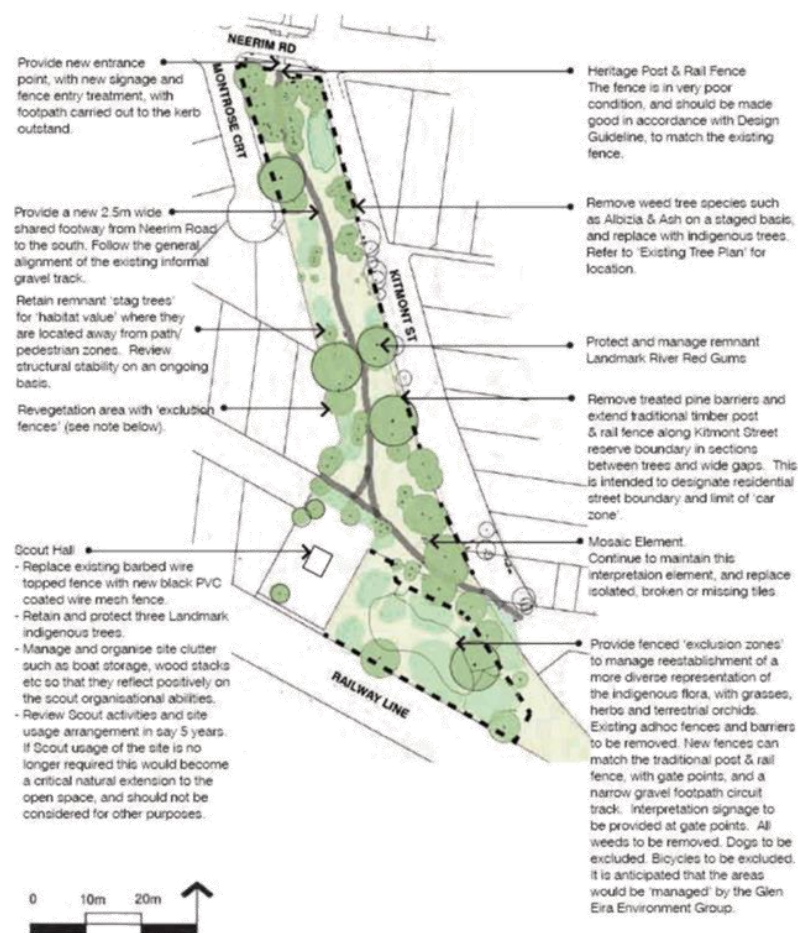 NEERIM RD
MONTROSE CRT
KITMONT ST
RAILWAY LINE
Provide new entrance
point, with new signage and
fence entry treatment, with
footpath carried out to the kerb
outstand.
Provide a new 2.5m wide
shared footway from Neerim Road
to the south. Follow the general
alignment of the existing informal
gravel track.
Retain remnant 'stag trees'
for 'habitat value' where they
are located away from path/
pedestrian zones. Review
structural stability on an ongoing
basis.
Revegetation area with 'exclusion
fences' (see note below).
Scout Hall
- Replace existing barbed wire
topped fence with new black PVC
coated wire mesh fence.
- Retain and protect three Landmark
indigenous trees.
- Manage and organise site clutter
such as boat storage, wood stacks
etc so that they reflect positively on
the scout organisational abilities.
- Review Scout activities and site
usage arrangement in say 5 years.
If Scout usage of the site is no
longer required this would become
a critical natural extension to the
open space, and should not be
considered for other purposes.
Heritage Post & Rail Fence
The fence is in very poor
condition, and should be made
good in accordance with Design
Guideline, to match the existing
fence.
Remove weed tree species such
as Albizia & Ash on a staged basis,
and replace with indigenous trees.
Refer to 'Existing Tree Plan' for
location.
Protect and manage remnant
Landmark River Red Gums
Remove treated pine barriers and
extend traditional timber post
& rail fence along Kitmont Street
reserve boundary in sections
between trees and wide gaps. This
is intended to designate residential
street boundary and limit of 'car
zone'.
Mosaic Element
Continue to maintain this
interpretaion element, and replace
isolated, broken or missing tiles
Provide fenced 'exclusion zones'
to manage reestablishment of a
more diverse representation of
the indigenous flora, with grasses,
herbs and terrestrial orchids.
Existing adhoc fences and barriers
to be removed. New fences can
match the traditional post & rail
fence, with gate points, and a
narrow gravel footpath circuit
track. Interpretation signage to
be provided at gate points. All
weeds to be removed. Dogs to be
excluded. Bicycles to be excluded.
It is anticipated that the areas
would be 'managed' by the Glen
Eira Environment Group.
0 10m 20m